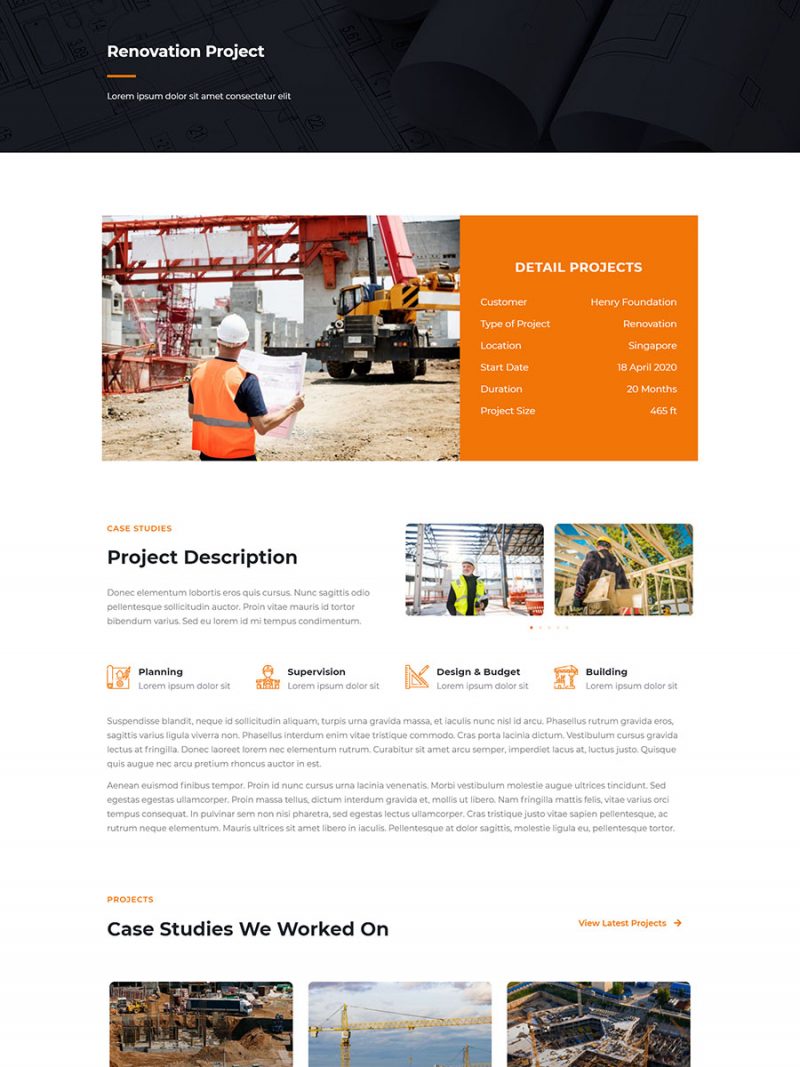 Renovation Project
Lorem ipsum dolor sit amet consectetur elit
DETAIL PROJECTS
Customer Henry Foundation
Type of Project Renovation
Location Singapore
Start Date 18 April 2020
Duration 20 Months
Project Size 465 ft
CASE STUDIES
Project Description
Donec elementum lobortis eros quis cursus. Nunc sagittis odio
pellentesque sollicitudin auctor. Proin vitae mauris id tortor
bibendum varius. Sed eu lorem id mi tempus condimentum.
Planning
Lorem ipsum dolor sit
Supervision
Lorem ipsum dolor sit
Design & Budget
Lorem ipsum dolor sit
Building
Lorem ipsum dolor sit
Suspendisse blandit, neque id sollicitudin aliquam, turpis urna gravida massa, et iaculis nunc nisl id arcu. Phasellus rutrum gravida eros,
sagittis varius ligula viverra non. Phasellus interdum enim vitae tristique commodo. Cras porta lacinia dictum. Vestibulum cursus gravida
lectus at fringilla. Donec laoreet lorem nec elementum rutrum. Curabitur sit amet arcu semper, imperdiet lacus at, luctus justo. Quisque
quis augue nec arcu pretium rhoncus auctor in est.
Aenean euismod finibus tempor. Proin id nunc cursus urna lacinia venenatis. Morbi vestibulum molestie augue ultrices tincidunt. Sed
egestas egestas ullamcorper. Proin massa tellus, dictum interdum gravida et, mollis ut libero. Nam fringilla mattis felis, vitae varius orci
tempus consequat. In pulvinar sem non nisi pharetra, sed egestas lectus ullamcorper. Cras tristique justo vitae sapien pellentesque, ac
rutrum neque elementum. Mauris ultrices sit amet libero in iaculis. Pellentesque at dolor sagittis, molestie ligula eu, pellentesque tortor.
PROJECTS
Case Studies We Worked On
View Latest Projects